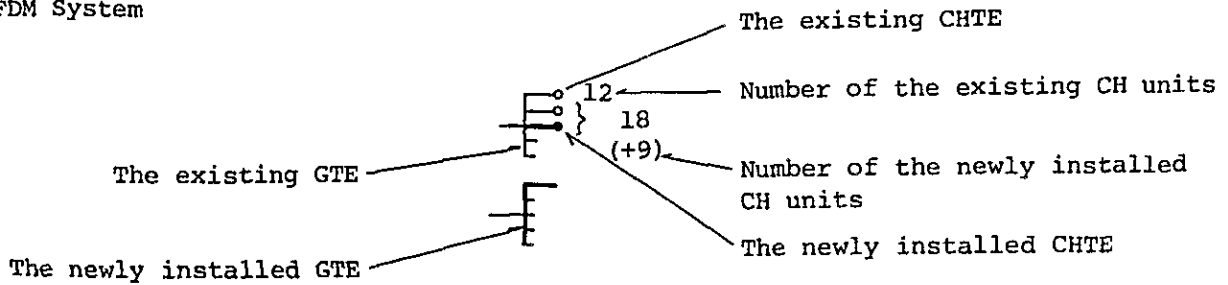 FDM System
The existing CHTE
12
Number of the existing CH units
18
(+9)
The existing GTE
Number of the newly installed
CH units
The newly installed CHTE
The newly installed GTE